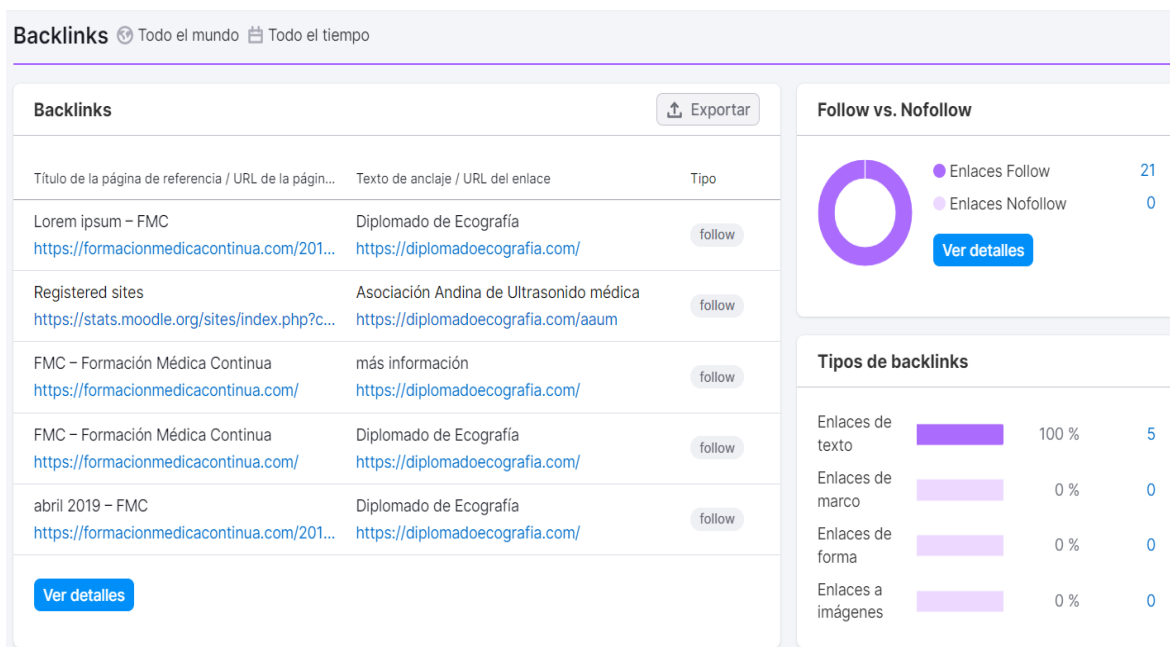 Backlinks Todo el mundo Todo el tiempo
Backlinks
Exportar
Título de la página de referencia / URL de la págin... Texto de anclaje / URL del enlace Tipo
Lorem ipsum – FMC Diplomado de Ecografía
https://formacionmedicacontinua.com/201... https://diplomadoecografia.com/
follow
Registered sites Asociación Andina de Ultrasonido médica
https://stats.moodle.org/sites/index.php?c... https://diplomadoecografia.com/aaum
follow
FMC – Formación Médica Continua más información
https://formacionmedicacontinua.com/ https://diplomadoecografia.com/
follow
FMC – Formación Médica Continua Diplomado de Ecografía
https://formacionmedicacontinua.com/ https://diplomadoecografia.com/
follow
abril 2019 – FMC Diplomado de Ecografía
https://formacionmedicacontinua.com/201... https://diplomadoecografia.com/
follow
Ver detalles
Follow vs. Nofollow
Enlaces Follow 21
Enlaces Nofollow 0
Ver detalles
Tipos de backlinks
Enlaces de
texto
100 % 5
Enlaces de
marco
0 % 0
Enlaces de
forma
0 % 0
Enlaces a
imágenes
0 % 0